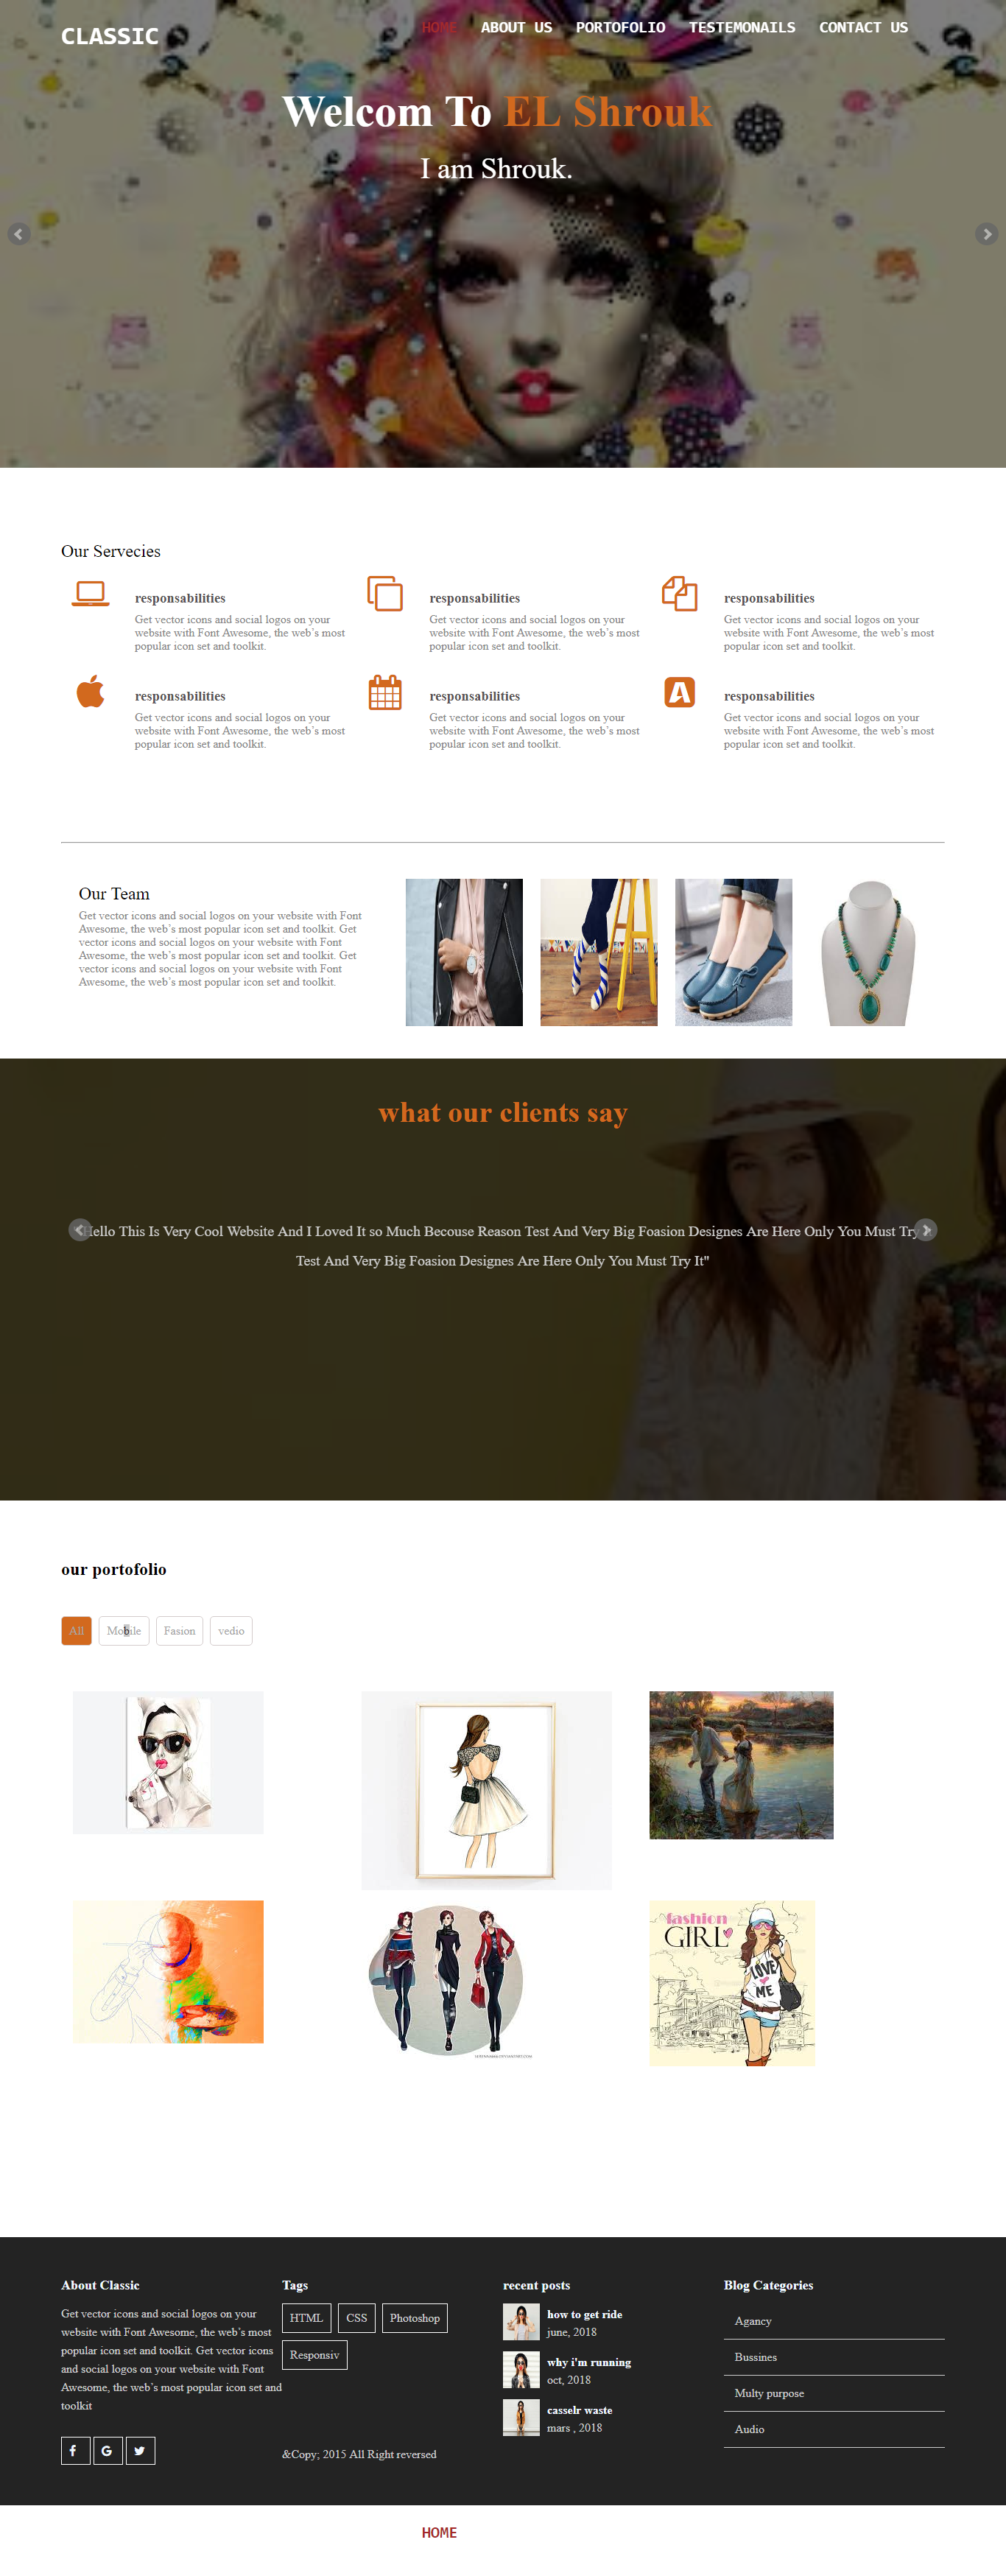 CLASSIC
HOME ABOUT US PORTOFOLIO TESTEMONAILS CONTACT US
Welcom To EL Shrouk
I am Shrouk.
Our Servecies
responsabilities
Get vector icons and social logos on your
website with Font Awesome, the web's most
popular icon set and toolkit.
responsabilities
Get vector icons and social logos on your
website with Font Awesome, the web's most
popular icon set and toolkit.
responsabilities
Get vector icons and social logos on your
website with Font Awesome, the web's most
popular icon set and toolkit.
responsabilities
Get vector icons and social logos on your
website with Font Awesome, the web's most
popular icon set and toolkit.
responsabilities
Get vector icons and social logos on your
website with Font Awesome, the web's most
popular icon set and toolkit.
responsabilities
Get vector icons and social logos on your
website with Font Awesome, the web's most
popular icon set and toolkit.
Our Team
Get vector icons and social logos on your website with Font
Awesome, the web's most popular icon set and toolkit. Get
vector icons and social logos on your website with Font
Awesome, the web's most popular icon set and toolkit. Get
vector icons and social logos on your website with Font
Awesome, the web's most popular icon set and toolkit.
what our clients say
Hello This Is Very Cool Website And I Loved It so Much Becouse Reason Test And Very Big Foasion Designes Are Here Only You Must Try
Test And Very Big Foasion Designes Are Here Only You Must Try It"
our portofolio
All Mobile Fasion vedio
fashion
GIRL
LOVE
ME
About Classic
Get vector icons and social logos on your
website with Font Awesome, the web's most
popular icon set and toolkit. Get vector icons
and social logos on your website with Font
Awesome, the web's most popular icon set and
toolkit
Tags
HTML CSS Photoshop
Responsiv
&Copy; 2015 All Right reversed
recent posts
how to get ride
june, 2018
why i'm running
oct, 2018
casselr waste
mars , 2018
Blog Categories
Agancy
Bussines
Multy purpose
Audio
HOME